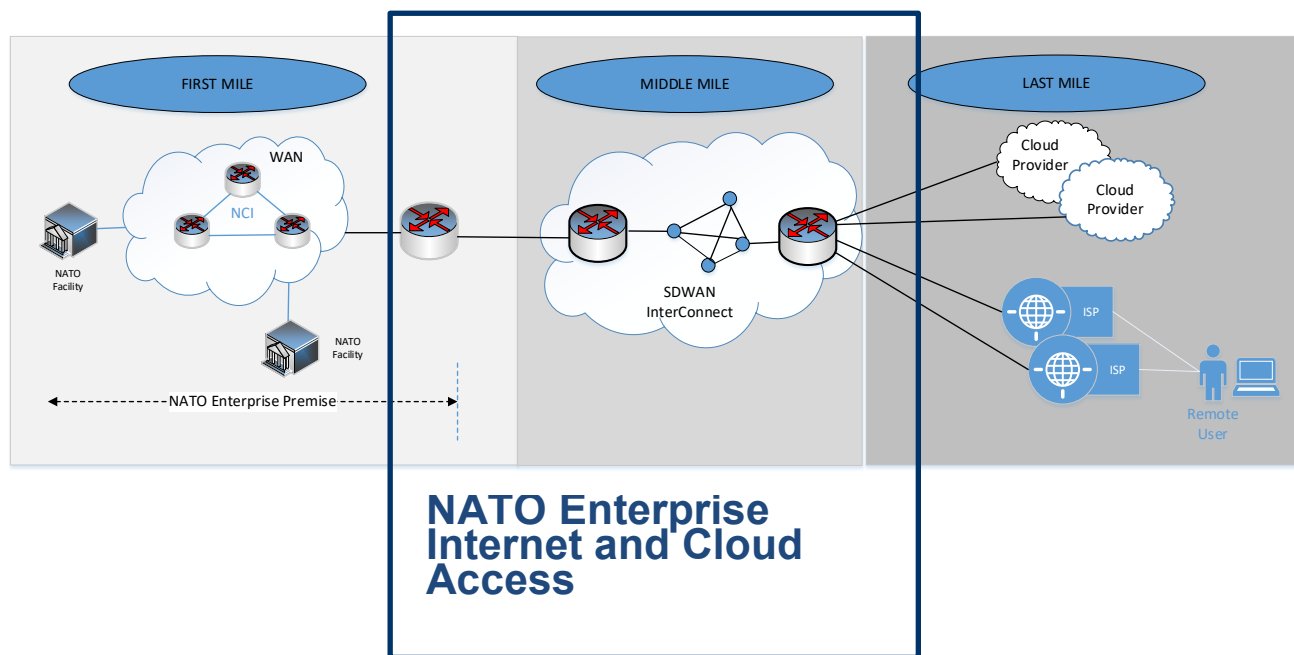 FIRST MILE
MIDDLE MILE
LAST MILE
WAN
NCI
NATO
Facility
NATO
Facility
NATO Enterprise Premise
SDWAN
InterConnect
Cloud
Provider
Cloud
Provider
ISP
ISP
Remote
User
NATO Enterprise
Internet and Cloud
Access